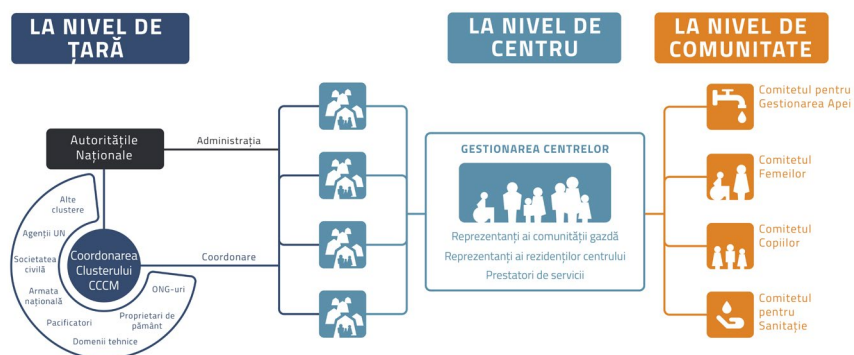 LA NIVEL DE
ȚARĂ
LA NIVEL DE
CENTRU
LA NIVEL DE
COMUNITATE
Autoritățile
Naționale
Administrația
Alte
clustere
Agenții UN
Societatea
civilă
Armata
națională
Pacificatori
Domenii tehnice
Proprietari de
pământ
ONG-uri
Coordonarea
Clusterului
CCCM
Coordonare
GESTIONAREA CENTRELOR
Reprezentanți ai comunității gazdă
Reprezentanți ai rezidenților centrului
Prestatori de servicii
Comitetul pentru
Gestionarea Apei
Comitetul
Femeilor
Comitetul
Copiilor
Comitetul
pentru
Sanitație